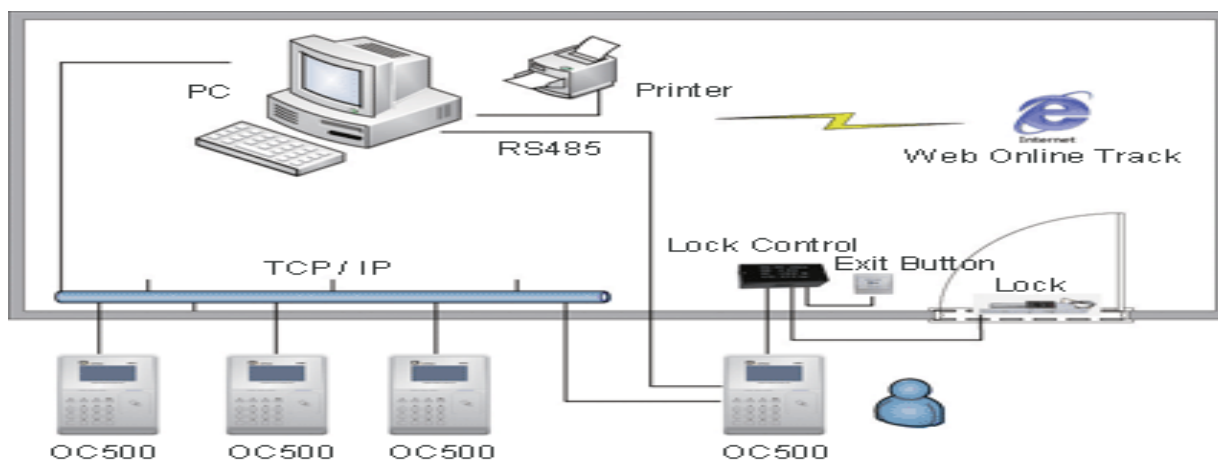 PC
Printer
RS485
Internet
Web Online Track
Lock Control
Exit Button
Lock
TCP/IP
OC500
OC500
OC500
OC500